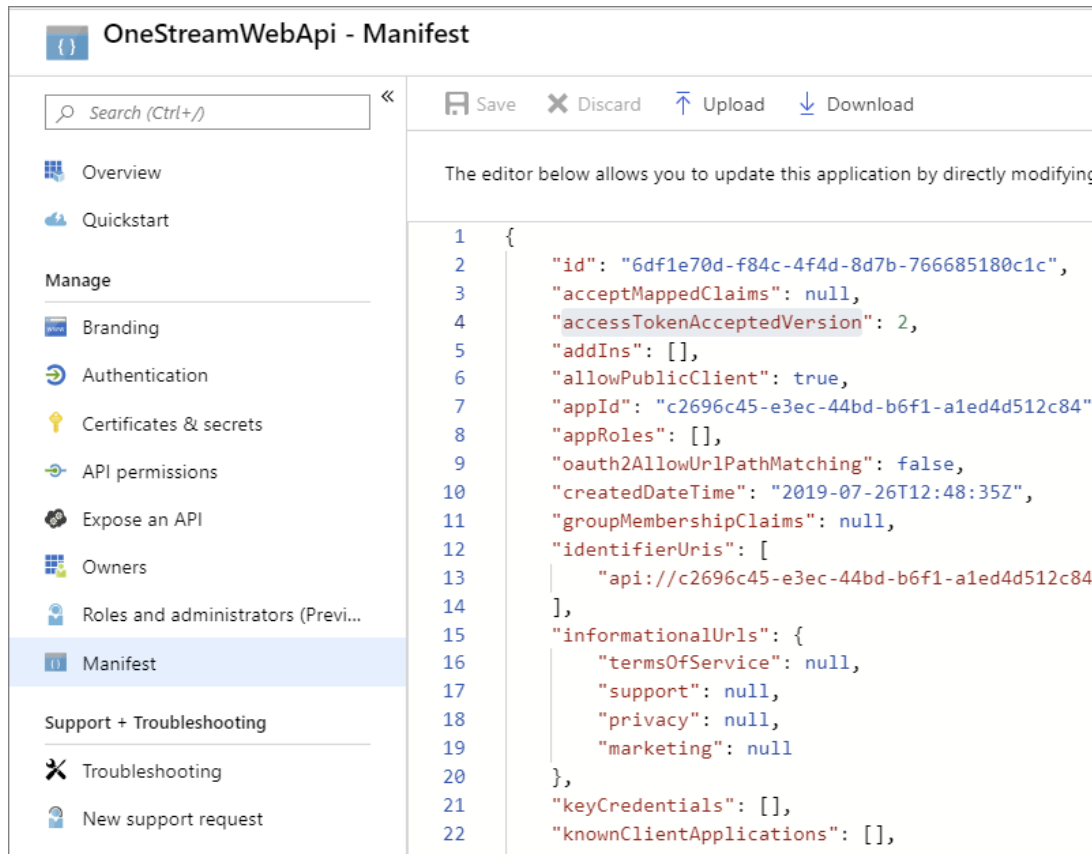 OneStreamWebApi - Manifest
Search (Ctrl+/)
«
Overview
Quickstart
Manage
Branding
Authentication
Certificates & secrets
API permissions
Expose an API
Owners
Roles and administrators (Previ...
Manifest
Support + Troubleshooting
Troubleshooting
New support request
Save Discard Upload Download
The editor below allows you to update this application by directly modifying
1 {
2 "id": "6df1e70d-f84c-4f4d-8d7b-766685180c1c",
3 "acceptMappedClaims": null,
4 "accessTokenAcceptedVersion": 2,
5 "addIns": [],
6 "allowPublicClient": true,
7 "appId": "c2696c45-e3ec-44bd-b6f1-a1ed4d512c84"
8 "appRoles": [],
9 "oauth2AllowUrlPathMatching": false,
10 "createdDateTime": "2019-07-26T12:48:35Z",
11 "groupMembershipClaims": null,
12 "identifierUris": [
13 "api://c2696c45-e3ec-44bd-b6f1-a1ed4d512c84
14 ],
15 "informationalUrls": {
16 "termsOfService": null,
17 "support": null,
18 "privacy": null,
19 "marketing": null
20 },
21 "keyCredentials": [],
22 "knownClientApplications": [],